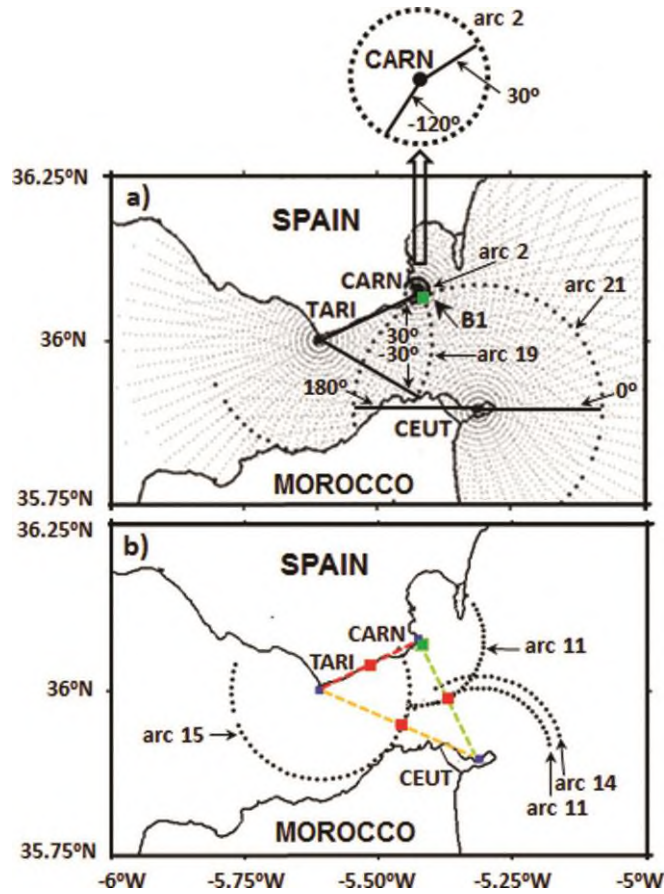 arc 2
CARN
30º
-120º
36.25ºN
a)
SPAIN
CARN
arc 2
TARI
arc 21
B1
36ºN
30º
-30º
arc 19
180º
0º
CEUT
MOROCCO
35.75ºN
36.25ºN
b)
SPAIN
CARN
arc 11
TARI
36ºN
arc 15
CEUT
arc 14
arc 11
MOROCCO
35.75ºN
-6ºW -5.75ºW -5.50ºW -5.25ºW -5ºW